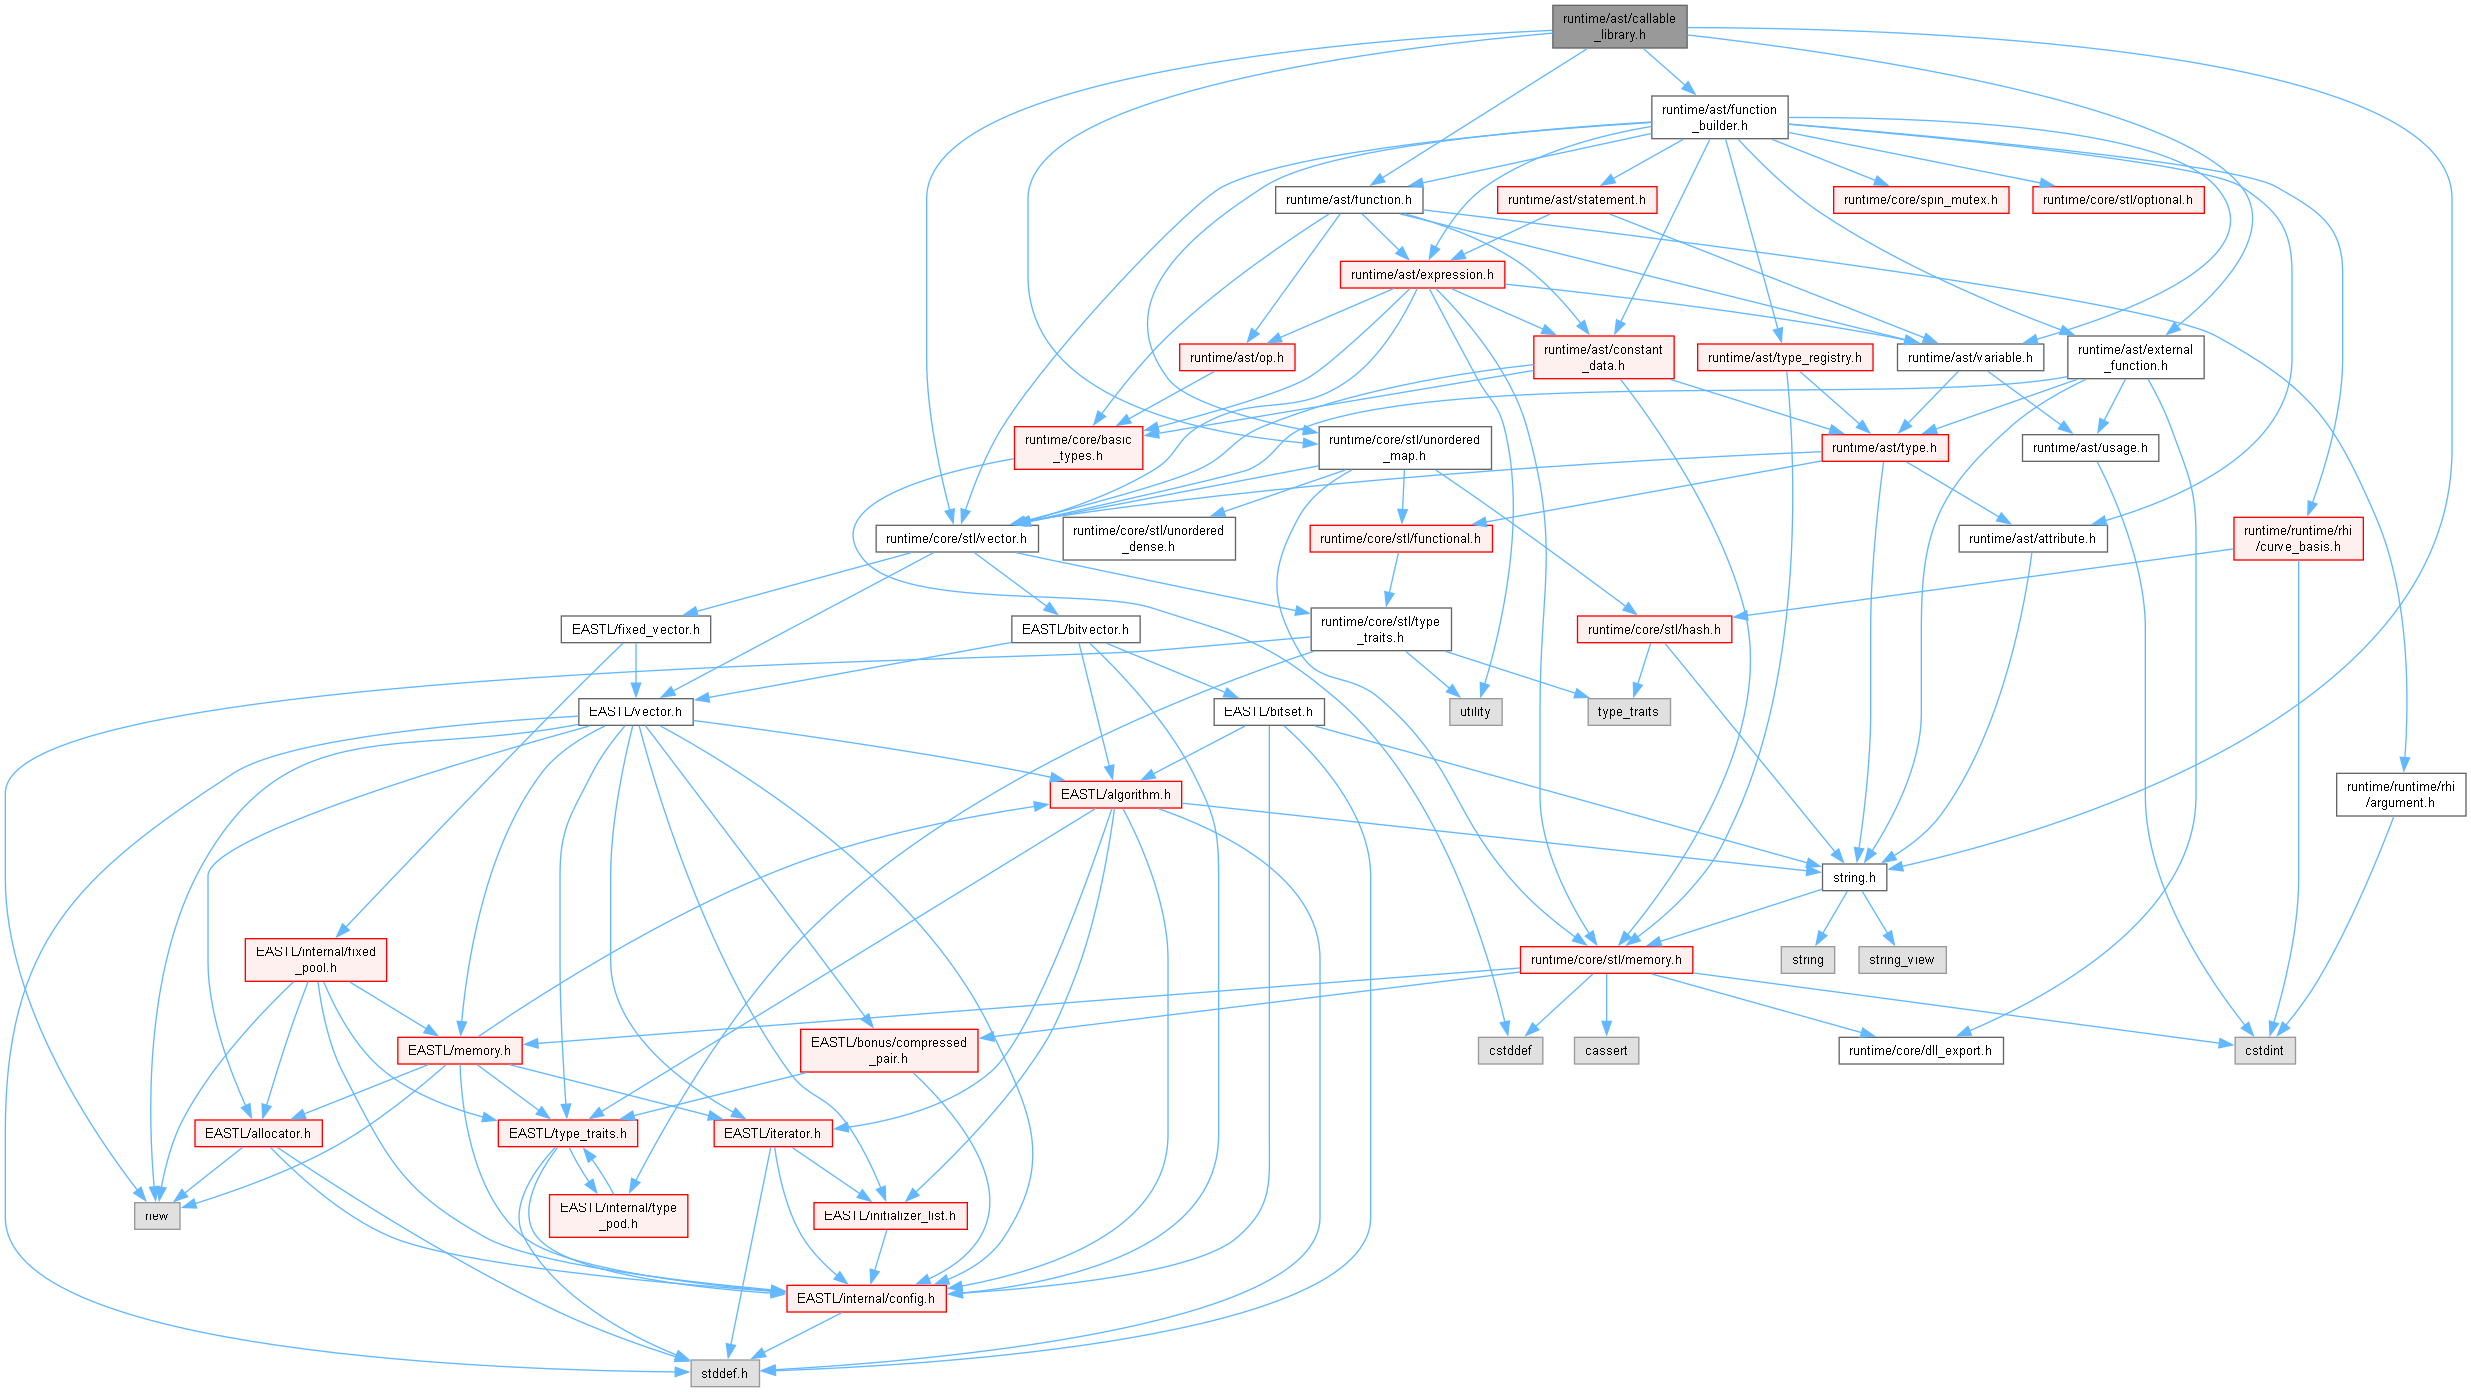 runtime/ast/callable
_library.h
runtime/ast/function
_builder.h
runtime/ast/function.h
runtime/ast/statement.h
runtime/core/spin_mutex.h
runtime/core/stl/optional.h
runtime/ast/expression.h
runtime/ast/op.h
runtime/ast/constant
_data.h
runtime/ast/type_registry.h
runtime/ast/variable.h
runtime/ast/external
_function.h
runtime/core/basic
_types.h
runtime/core/stl/unordered
_map.h
runtime/ast/type.h
runtime/ast/usage.h
runtime/core/stl/vector.h
runtime/core/stl/unordered
_dense.h
runtime/core/stl/functional.h
runtime/ast/attribute.h
runtime/runtime/rhi
/curve_basis.h
EASTL/fixed_vector.h
EASTL/bitvector.h
runtime/core/stl/type
_traits.h
runtime/core/stl/hash.h
EASTL/vector.h
EASTL/bitset.h
utility
type_traits
EASTL/algorithm.h
runtime/runtime/rhi
/argument.h
string.h
EASTL/internal/fixed
_pool.h
runtime/core/stl/memory.h
string
string_view
EASTL/memory.h
EASTL/bonus/compressed
_pair.h
cstddef
cassert
runtime/core/dll_export.h
cstdint
EASTL/allocator.h
EASTL/type_traits.h
EASTL/iterator.h
new
EASTL/internal/type
_pod.h
EASTL/initializer_list.h
EASTL/internal/config.h
stddef.h